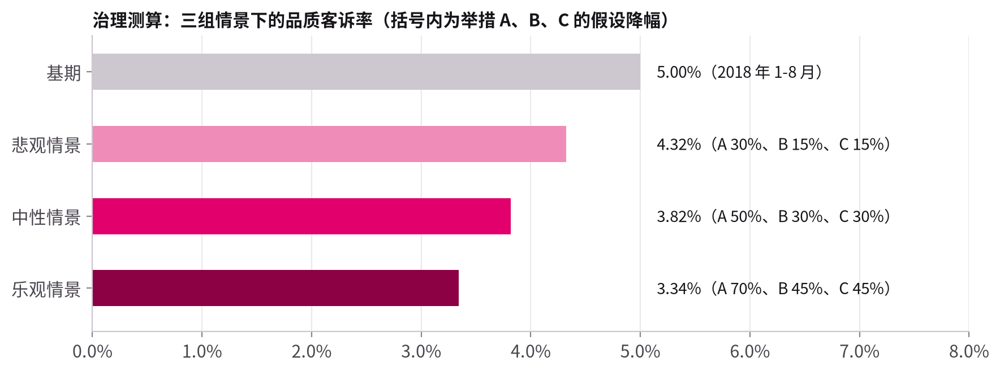 治理测算：三组情景下的品质客诉率（括号内为举措 A、B、C 的假设降幅）
基期
5.00%（2018 年 1-8 月）
悲观情景
4.32%（A 30%、B 15%、C 15%）
中性情景
3.82%（A 50%、B 30%、C 30%）
乐观情景
3.34%（A 70%、B 45%、C 45%）
0.0% 1.0% 2.0% 3.0% 4.0% 5.0% 6.0% 7.0% 8.0%